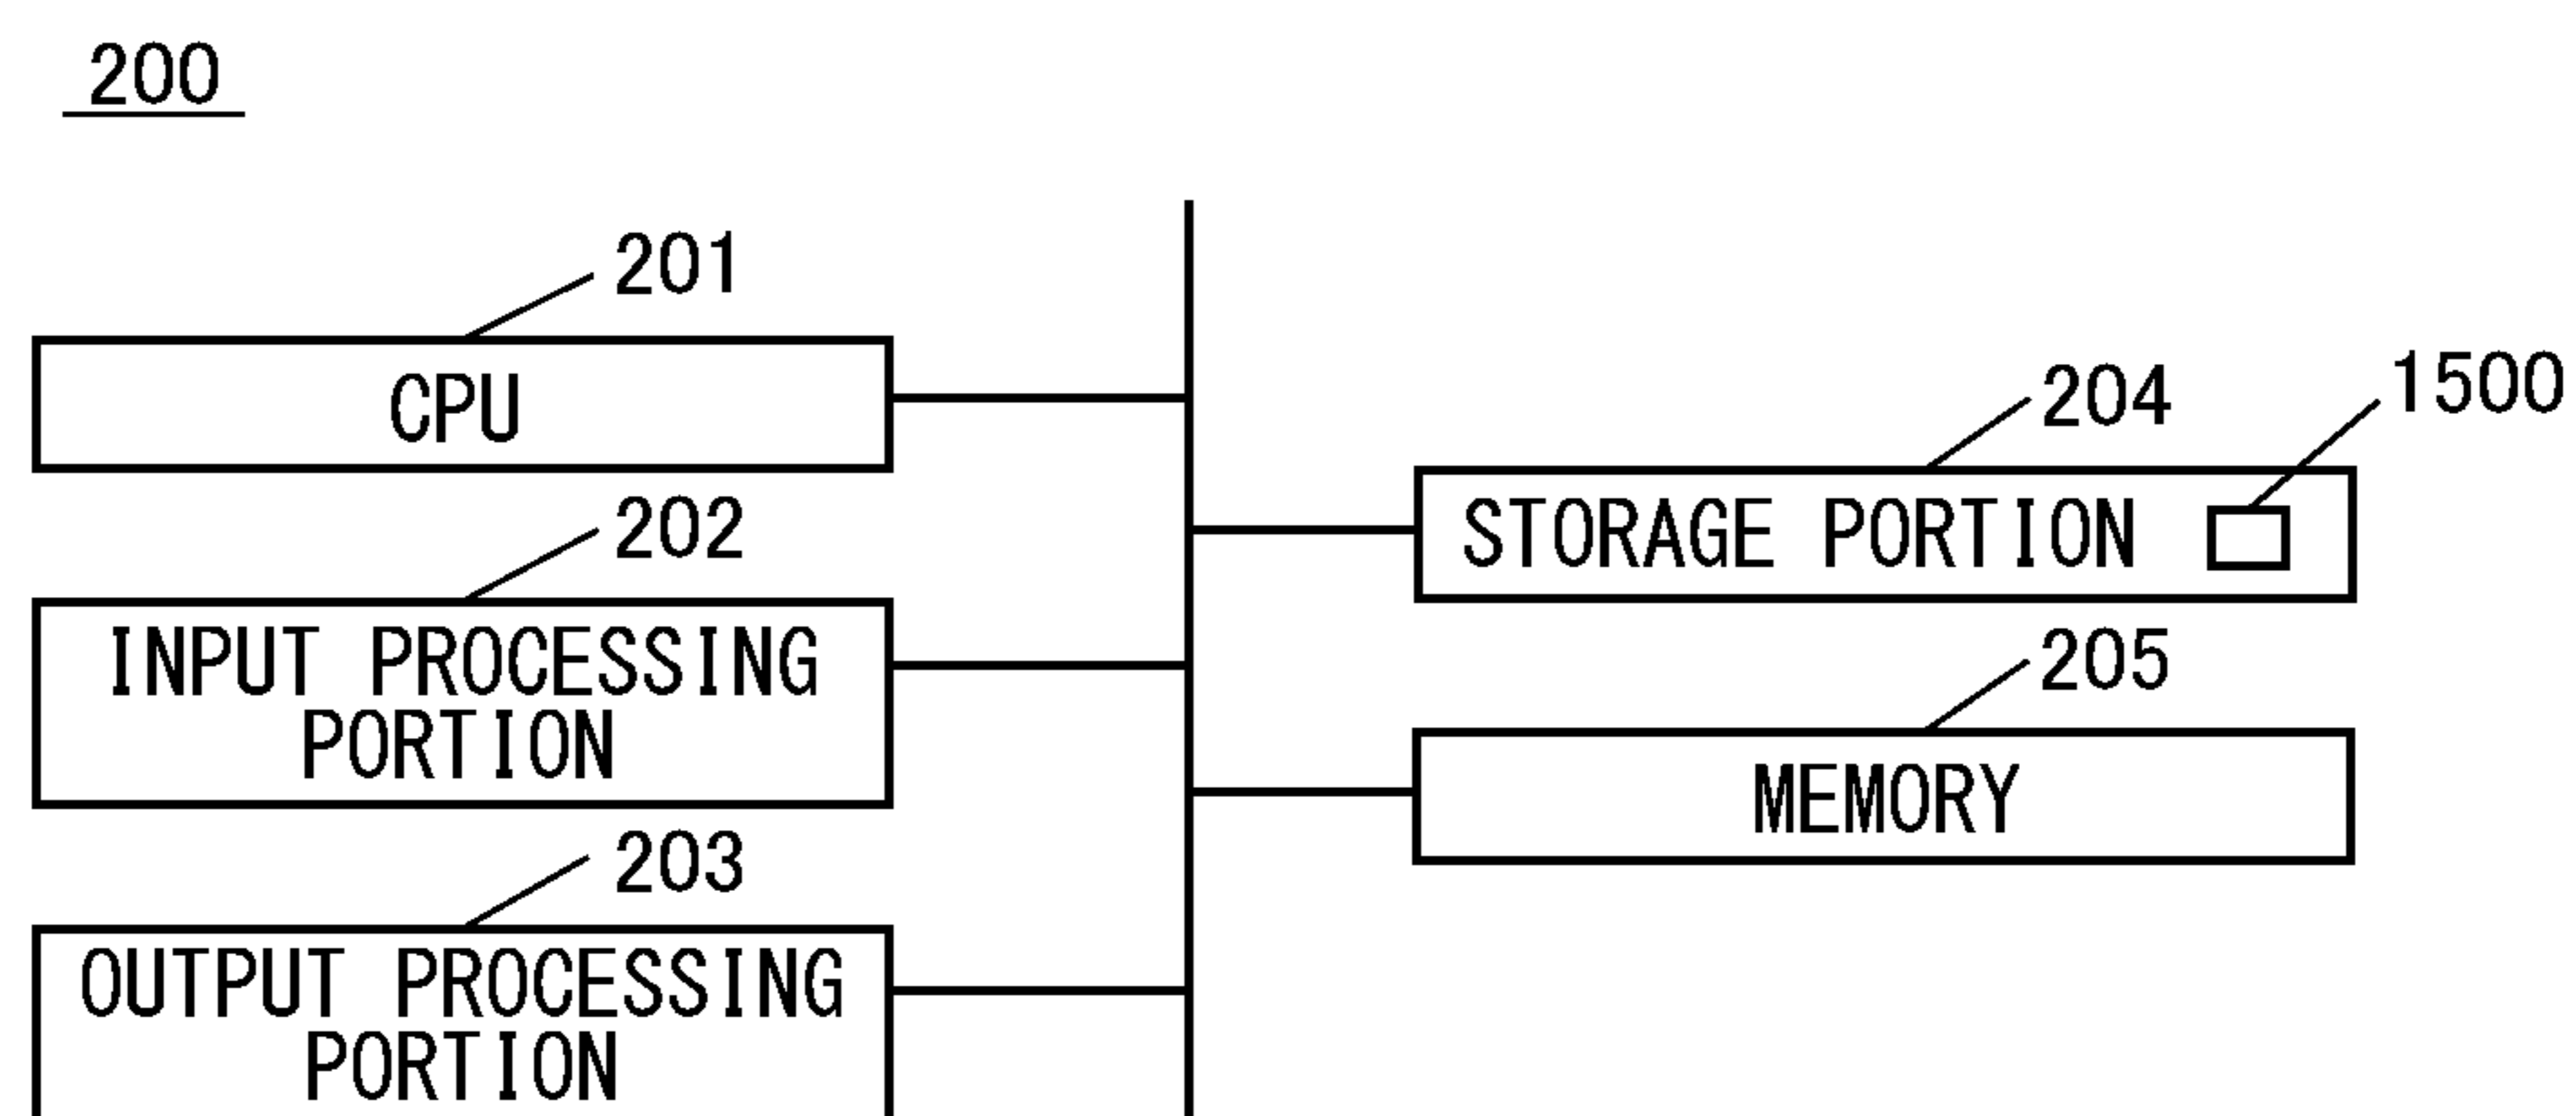 200
201
CPU
202
INPUT PROCESSING
PORTION
203
OUTPUT PROCESSING
PORTION
204
1500
STORAGE PORTION
205
MEMORY